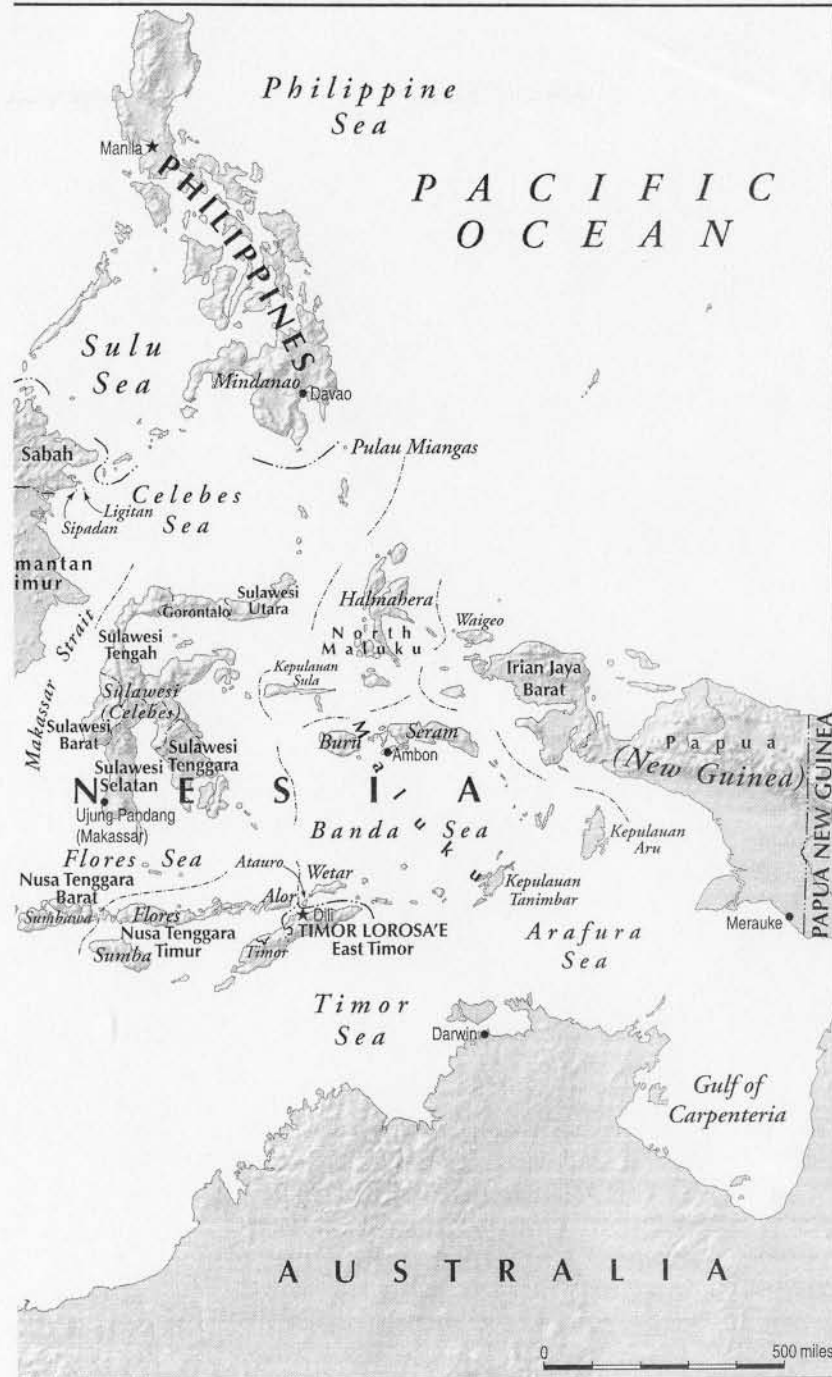 Philippine
Sea
Manila
PHILIPPINES
PACIFIC
OCEAN
Sulu
Sea
Mindanao
Davao
Pulau Miangas
Sabah
Celebes
Sea
Ligitan
Sipadan
mantan
imur
Makassar Strait
Gorontalo
Sulawesi
Utara
Sulawesi
Tengah
Halmahera
North
Maluku
Waigeo
Irian Jaya
Barat
Kepulauan
Sula
Sulawesi
(Celebes)
Sulawesi
Barat
Sulawesi
Tenggara
Sulawesi
Selatan
Buru
Seram
Ambon
Maluku
Papua
(New Guinea)
PAPUA NEW GUINEA
NESIA
Ujung Pandang
(Makassar)
Banda Sea
Kepulauan
Aru
Flores Sea
Atauro
Wetar
Alor
Kepulauan
Tanimbar
Nusa Tenggara
Barat
Sumbawa
Flores
Nusa Tenggara
Timur
Sumba
Dili
TIMOR LOROSA'E
East Timor
Timor
Merauke
Arafura
Sea
Timor
Sea
Darwin
Gulf of
Carpenteria
AUSTRALIA
0 500 miles